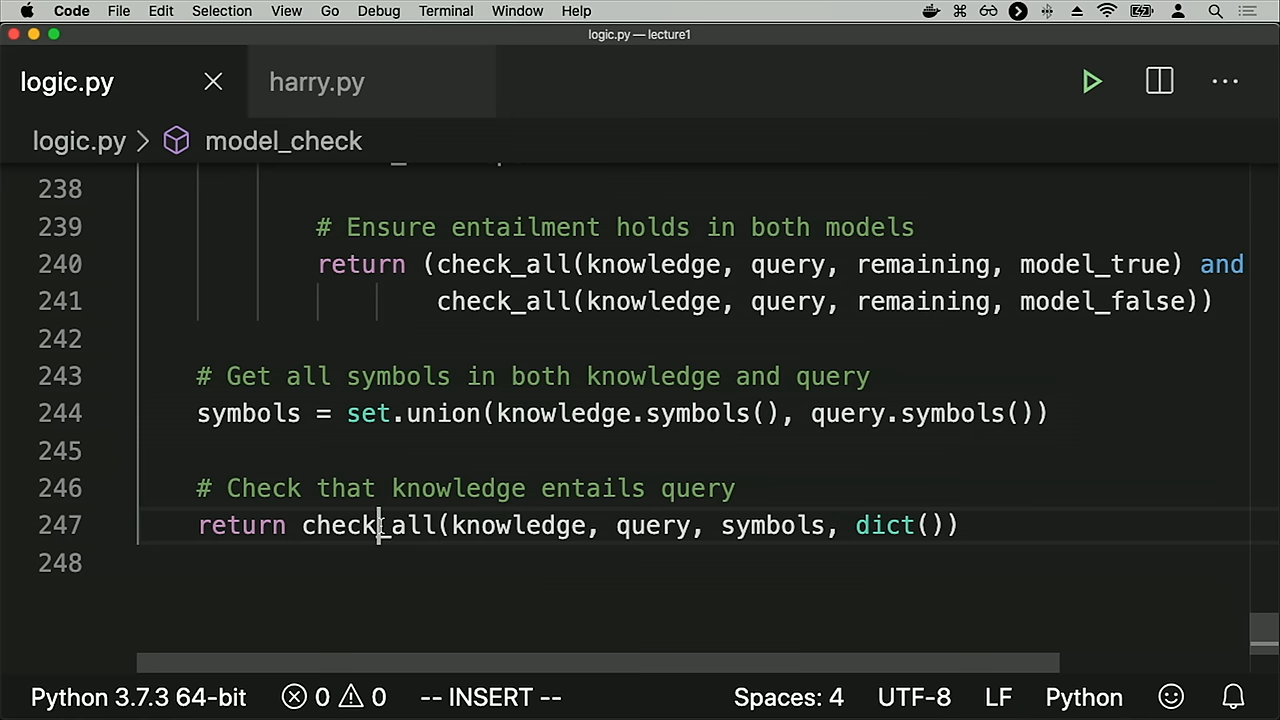 Code File Edit Selection View Go Debug Terminal Window Help
logic.py — lecture1
logic.py harry.py
logic.py > model_check
238
239 # Ensure entailment holds in both models
240 return (check_all(knowledge, query, remaining, model_true) and
241 check_all(knowledge, query, remaining, model_false))
242
243 # Get all symbols in both knowledge and query
244 symbols = set.union(knowledge.symbols(), query.symbols())
245
246 # Check that knowledge entails query
247 return check_all(knowledge, query, symbols, dict())
248
Python 3.7.3 64-bit 0 0 -- INSERT -- Spaces: 4 UTF-8 LF Python